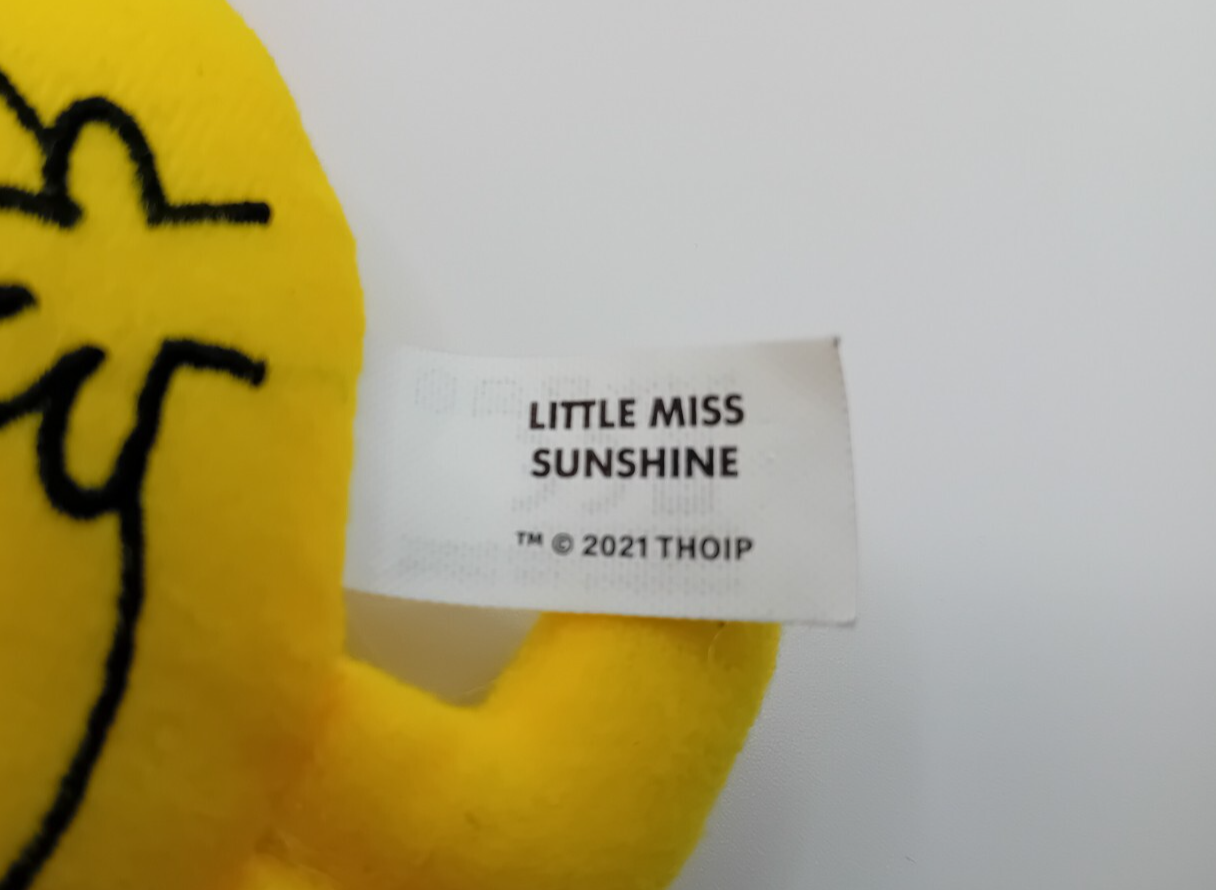 LITTLE MISS
SUNSHINE
™ © 2021 THOIP